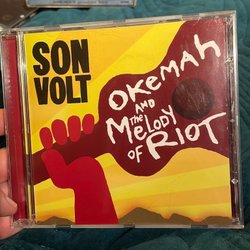 SON
VOLT
OKEMAH
AND
THE
MELODY
OF RIOT